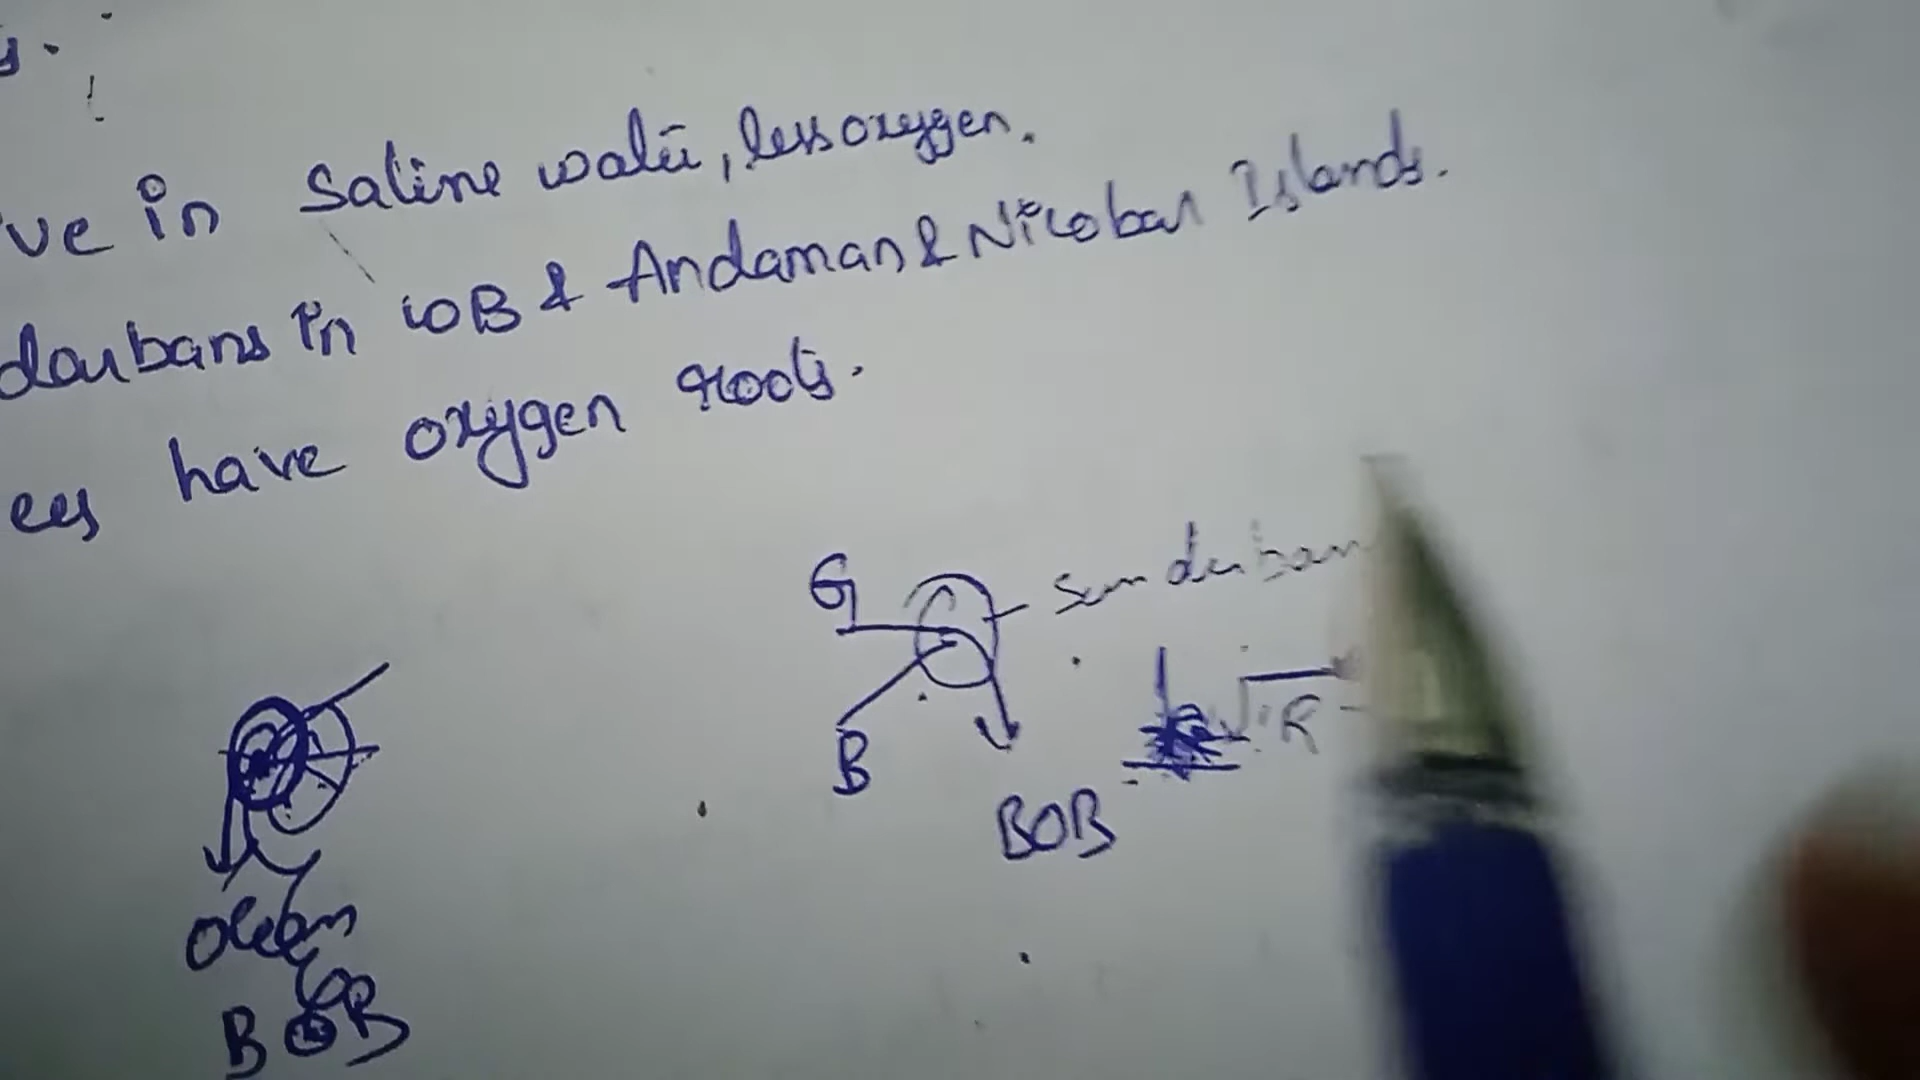 s.
ve in Saline water, less oxygen.
darbans in WB & Andaman & Nicobar Islands.
ees have oxygen roots.
G
Sundarban
B
R
BOB
Ocean
BOB